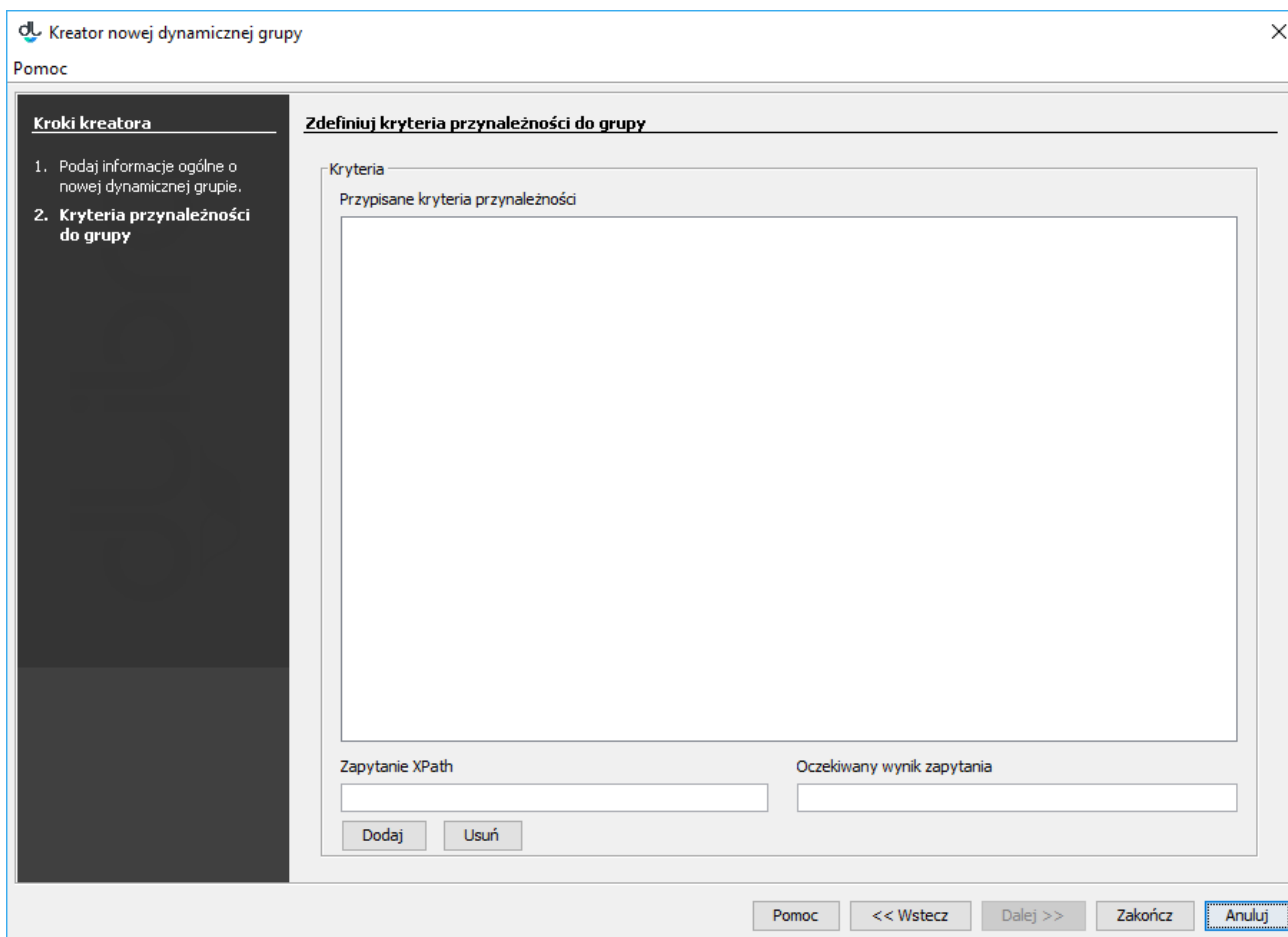 Kreator nowej dynamicznej grupy
Pomoc
Kroki kreatora
1. Podaj informacje ogólne o
nowej dynamicznej grupie.
2. Kryteria przynależności
do grupy
Zdefiniuj kryteria przynależności do grupy
Kryteria
Przypisane kryteria przynależności
Zapytanie XPath
Oczekiwany wynik zapytania
Dodaj
Usuń
Pomoc
<< Wstecz
Dalej >>
Zakończ
Anuluj